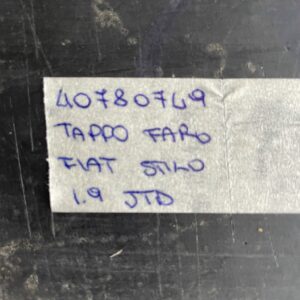 40780749
TAPPO FARO
FIAT STILO
1.9 JTD